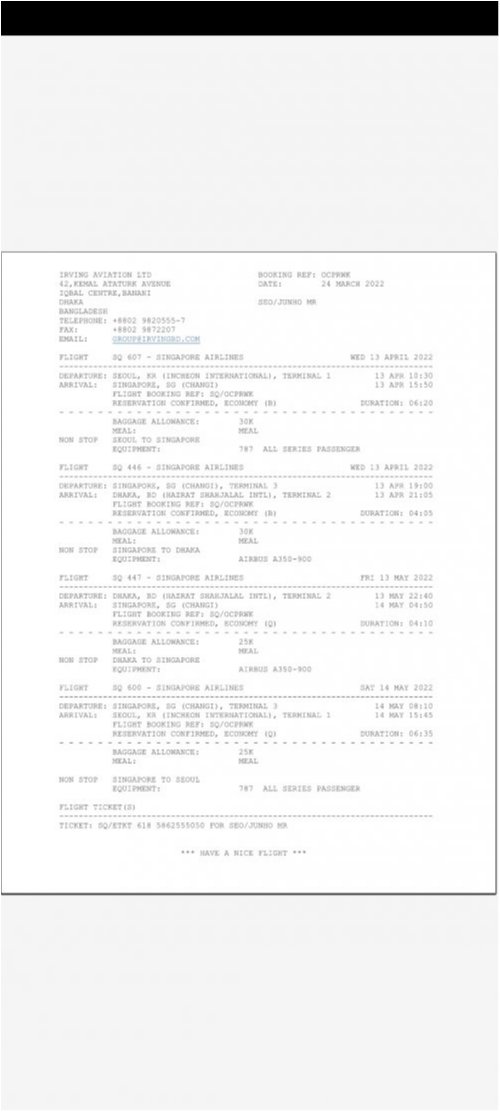 IRVING AVIATION LTD BOOKING REF: OCPRWK
42,KEMAL ATATURK AVENUE DATE: 24 MARCH 2022
IQBAL CENTRE,BANANI
DHAKA SEO/JUNHO MR
BANGLADESH
TELEPHONE: +8802 9820555-7
FAX: +8802 9872207
EMAIL: GROUP@IRVINGBD.COM
FLIGHT SQ 607 - SINGAPORE AIRLINES WED 13 APRIL 2022
DEPARTURE: SEOUL, KR (INCHEON INTERNATIONAL), TERMINAL 1 13 APR 10:30
ARRIVAL: SINGAPORE, SG (CHANGI) 13 APR 15:50
FLIGHT BOOKING REF: SQ/OCPRWK
RESERVATION CONFIRMED, ECONOMY (B) DURATION: 06:20
BAGGAGE ALLOWANCE: 30K
MEAL: MEAL
NON STOP SEOUL TO SINGAPORE
EQUIPMENT: 787 ALL SERIES PASSENGER
FLIGHT SQ 446 - SINGAPORE AIRLINES WED 13 APRIL 2022
DEPARTURE: SINGAPORE, SG (CHANGI), TERMINAL 3 13 APR 19:00
ARRIVAL: DHAKA, BD (HAZRAT SHAHJALAL INTL), TERMINAL 2 13 APR 21:05
FLIGHT BOOKING REF: SQ/OCPRWK
RESERVATION CONFIRMED, ECONOMY (B) DURATION: 04:05
BAGGAGE ALLOWANCE: 30K
MEAL: MEAL
NON STOP SINGAPORE TO DHAKA
EQUIPMENT: AIRBUS A350-900
FLIGHT SQ 447 - SINGAPORE AIRLINES FRI 13 MAY 2022
DEPARTURE: DHAKA, BD (HAZRAT SHAHJALAL INTL), TERMINAL 2 13 MAY 22:40
ARRIVAL: SINGAPORE, SG (CHANGI) 14 MAY 04:50
FLIGHT BOOKING REF: SQ/OCPRWK
RESERVATION CONFIRMED, ECONOMY (Q) DURATION: 04:10
BAGGAGE ALLOWANCE: 25K
MEAL: MEAL
NON STOP DHAKA TO SINGAPORE
EQUIPMENT: AIRBUS A350-900
FLIGHT SQ 600 - SINGAPORE AIRLINES SAT 14 MAY 2022
DEPARTURE: SINGAPORE, SG (CHANGI), TERMINAL 3 14 MAY 08:10
ARRIVAL: SEOUL, KR (INCHEON INTERNATIONAL), TERMINAL 1 14 MAY 15:45
FLIGHT BOOKING REF: SQ/OCPRWK
RESERVATION CONFIRMED, ECONOMY (Q) DURATION: 06:35
BAGGAGE ALLOWANCE: 25K
MEAL: MEAL
NON STOP SINGAPORE TO SEOUL
EQUIPMENT: 787 ALL SERIES PASSENGER
FLIGHT TICKET(S)
TICKET: SQ/ETKT 618 5862555050 FOR SEO/JUNHO MR
*** HAVE A NICE FLIGHT ***